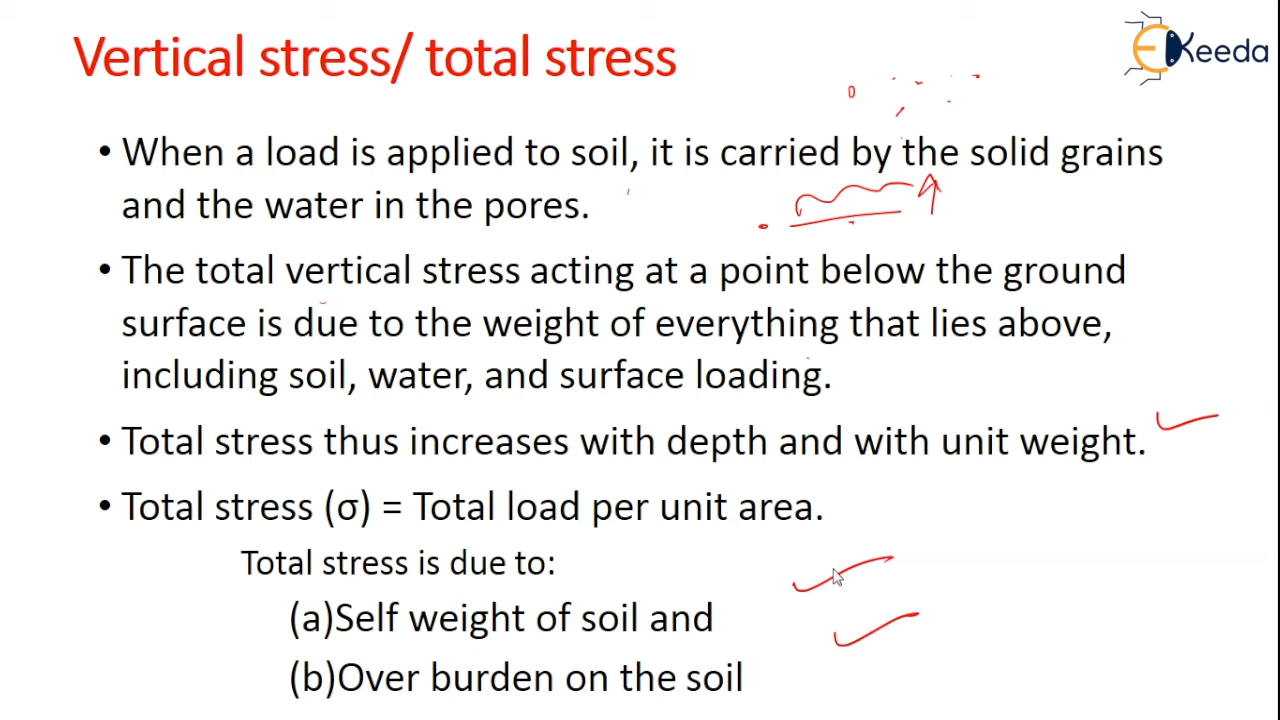 Vertical stress/ total stress
EKeeda
• When a load is applied to soil, it is carried by the solid grains
and the water in the pores.
• The total vertical stress acting at a point below the ground
surface is due to the weight of everything that lies above,
including soil, water, and surface loading.
• Total stress thus increases with depth and with unit weight.
• Total stress (σ) = Total load per unit area.
Total stress is due to:
(a)Self weight of soil and
(b)Over burden on the soil